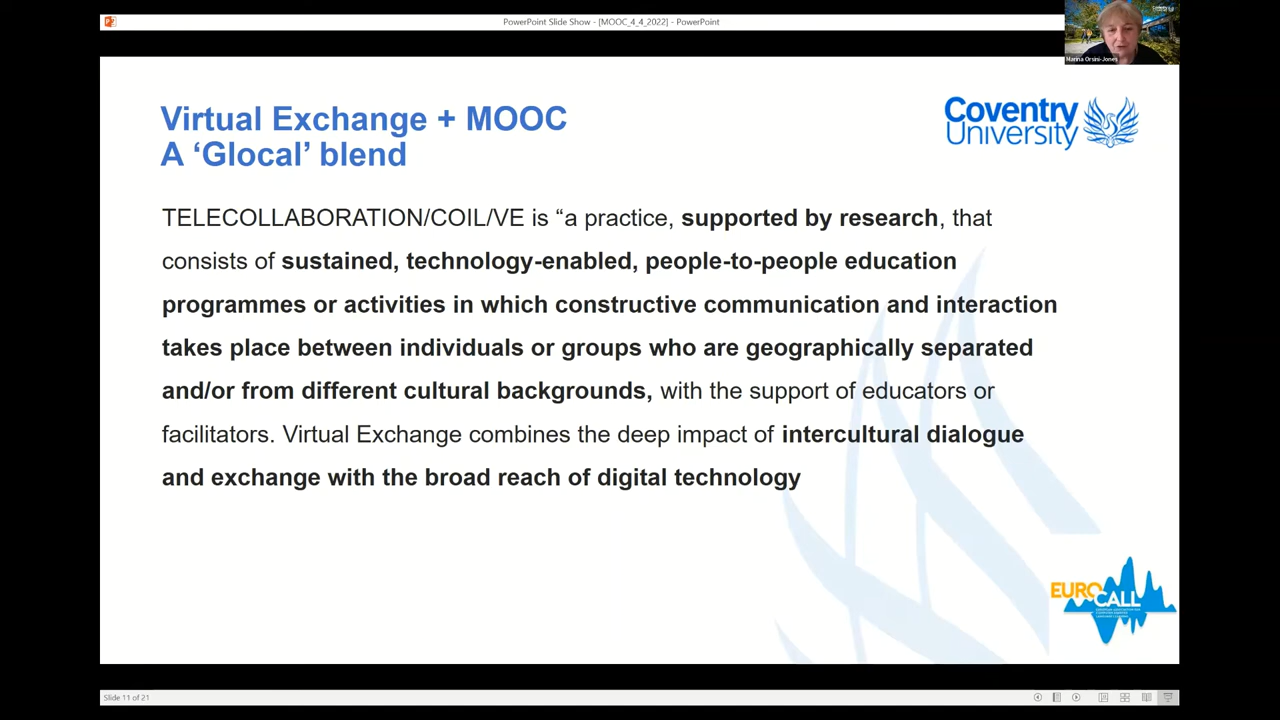 PowerPoint Slide Show - [MOOC_4_4_2022] - PowerPoint
Marina Orsini-Jones
Virtual Exchange + MOOC
A ‘Glocal’ blend
Coventry
University
TELECOLLABORATION/COIL/VE is “a practice, supported by research, that
consists of sustained, technology-enabled, people-to-people education
programmes or activities in which constructive communication and interaction
takes place between individuals or groups who are geographically separated
and/or from different cultural backgrounds, with the support of educators or
facilitators. Virtual Exchange combines the deep impact of intercultural dialogue
and exchange with the broad reach of digital technology
EUROCALL
Slide 11 of 21